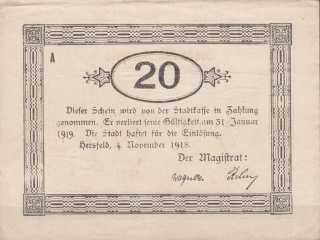 A
20
Dieser Schein wird von der Stadtkasse in Zahlung
genommen. Er verliert seine Gültigkeit am 31 Januar
1919. Die Stadt haftet für die Einlösung.
Hersfeld, 4 November 1918.
Der Magistrat: